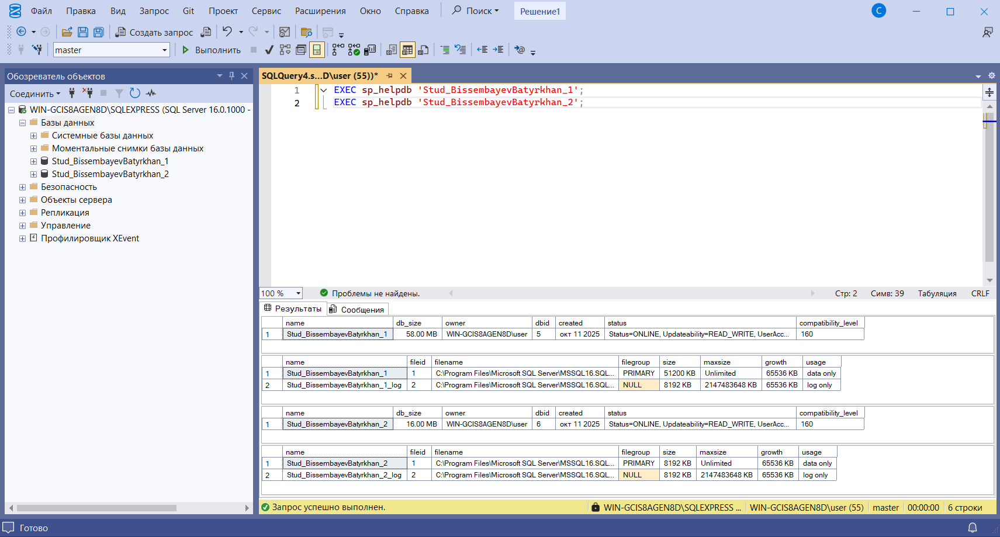 Файл Правка Вид Запрос Git Проект Сервис Расширения Окно Справка Поиск Решение1 C
Создать запрос
master Выполнить
Обозреватель объектов
Соединить
WIN-GCIS8AGEN8D\SQLEXPRESS (SQL Server 16.0.1000 -
Базы данных
Системные базы данных
Моментальные снимки базы данных
Stud_BissembayevBatyrkhan_1
Stud_BissembayevBatyrkhan_2
Безопасность
Объекты сервера
Репликация
Управление
Профилировщик XEvent
SQLQuery4.s...D\user (55))*
1 EXEC sp_helpdb 'Stud_BissembayevBatyrkhan_1';
2 EXEC sp_helpdb 'Stud_BissembayevBatyrkhan_2';
100 % Проблемы не найдены. Стр: 2 Симв: 39 Табуляция CRLF
Результаты Сообщения
name db_size owner dbid created status compatibility_level
1 Stud_BissembayevBatyrkhan_1 58.00 MB WIN-GCIS8AGEN8D\user 5 окт 11 2025 Status=ONLINE, Updateability=READ_WRITE, UserAcc... 160
name fileid filename filegroup size maxsize growth usage
1 Stud_BissembayevBatyrkhan_1 1 C:\Program Files\Microsoft SQL Server\MSSQL16.SQL... PRIMARY 51200 KB Unlimited 65536 KB data only
2 Stud_BissembayevBatyrkhan_1_log 2 C:\Program Files\Microsoft SQL Server\MSSQL16.SQL... NULL 8192 KB 2147483648 KB 65536 KB log only
name db_size owner dbid created status compatibility_level
1 Stud_BissembayevBatyrkhan_2 16.00 MB WIN-GCIS8AGEN8D\user 6 окт 11 2025 Status=ONLINE, Updateability=READ_WRITE, UserAcc... 160
name fileid filename filegroup size maxsize growth usage
1 Stud_BissembayevBatyrkhan_2 1 C:\Program Files\Microsoft SQL Server\MSSQL16.SQL... PRIMARY 8192 KB Unlimited 65536 KB data only
2 Stud_BissembayevBatyrkhan_2_log 2 C:\Program Files\Microsoft SQL Server\MSSQL16.SQL... NULL 8192 KB 2147483648 KB 65536 KB log only
Запрос успешно выполнен. WIN-GCIS8AGEN8D\SQLEXPRESS ... WIN-GCIS8AGEN8D\user (55) master 00:00:00 6 строки
Готово